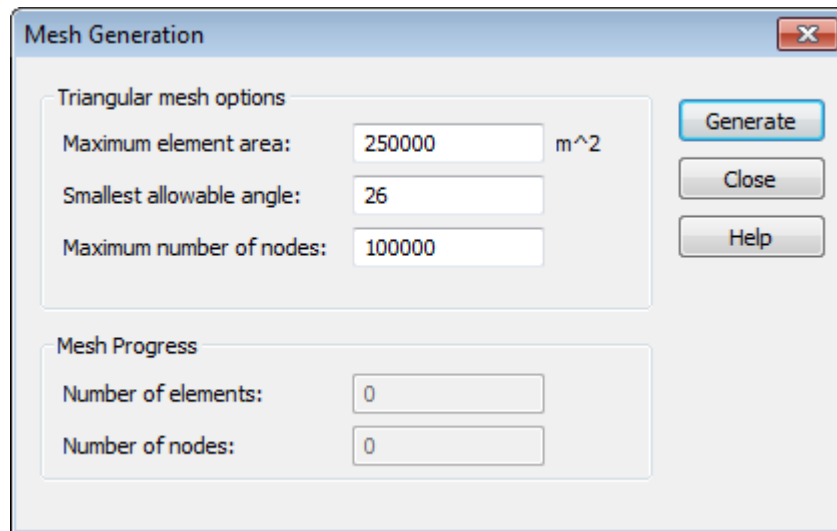 Mesh Generation
Triangular mesh options
Maximum element area: 250000 m^2
Smallest allowable angle: 26
Maximum number of nodes: 100000
Generate
Close
Help
Mesh Progress
Number of elements: 0
Number of nodes: 0